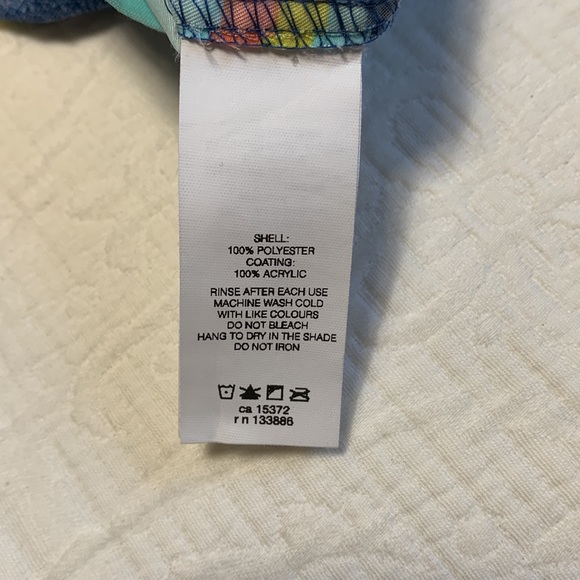 SHELL:
100% POLYESTER
COATING:
100% ACRYLIC
RINSE AFTER EACH USE
MACHINE WASH COLD
WITH LIKE COLOURS
DO NOT BLEACH
HANG TO DRY IN THE SHADE
DO NOT IRON
ca 15372
rn 133886